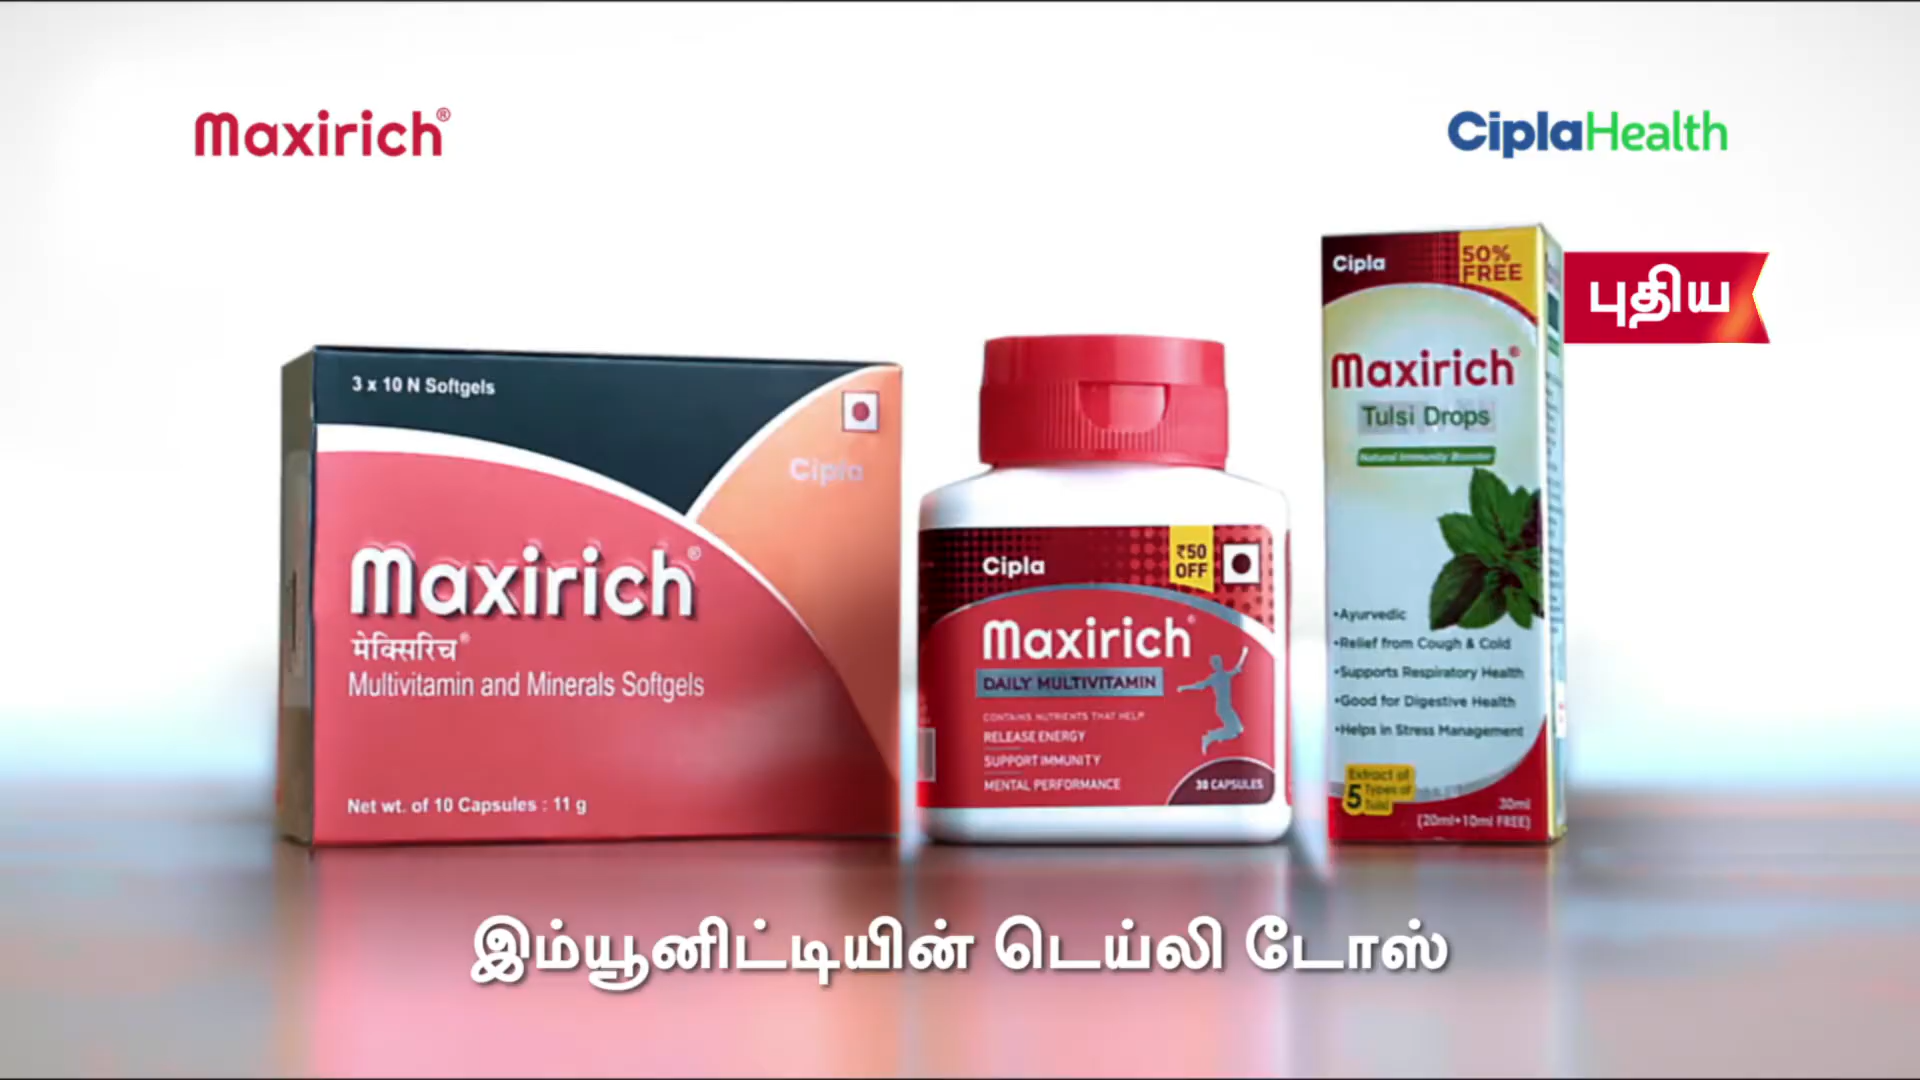 Maxirich®
CiplaHealth
3 x 10 N Softgels
Cipla
Maxirich®
मेक्सिरिच®
Multivitamin and Minerals Softgels
Net wt. of 10 Capsules : 11 g
Cipla
₹50
OFF
Maxirich®
DAILY MULTIVITAMIN
CONTAINS NUTRIENTS THAT HELP
RELEASE ENERGY
SUPPORT IMMUNITY
MENTAL PERFORMANCE
30 CAPSULES
Cipla
50%
FREE
புதிய
Maxirich®
Tulsi Drops
Natural Immunity Booster
•Ayurvedic
•Relief from Cough & Cold
•Supports Respiratory Health
•Good for Digestive Health
•Helps in Stress Management
Extract of
5 Types of
Tulsi
30ml
(20ml+10ml FREE)
இம்யூனிட்டியின் டெய்லி டோஸ்